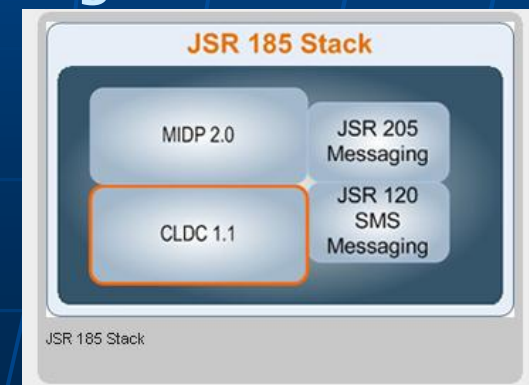 JSR 185 Stack
MIDP 2.0
JSR 205
Messaging
CLDC 1.1
JSR 120
SMS
Messaging
JSR 185 Stack